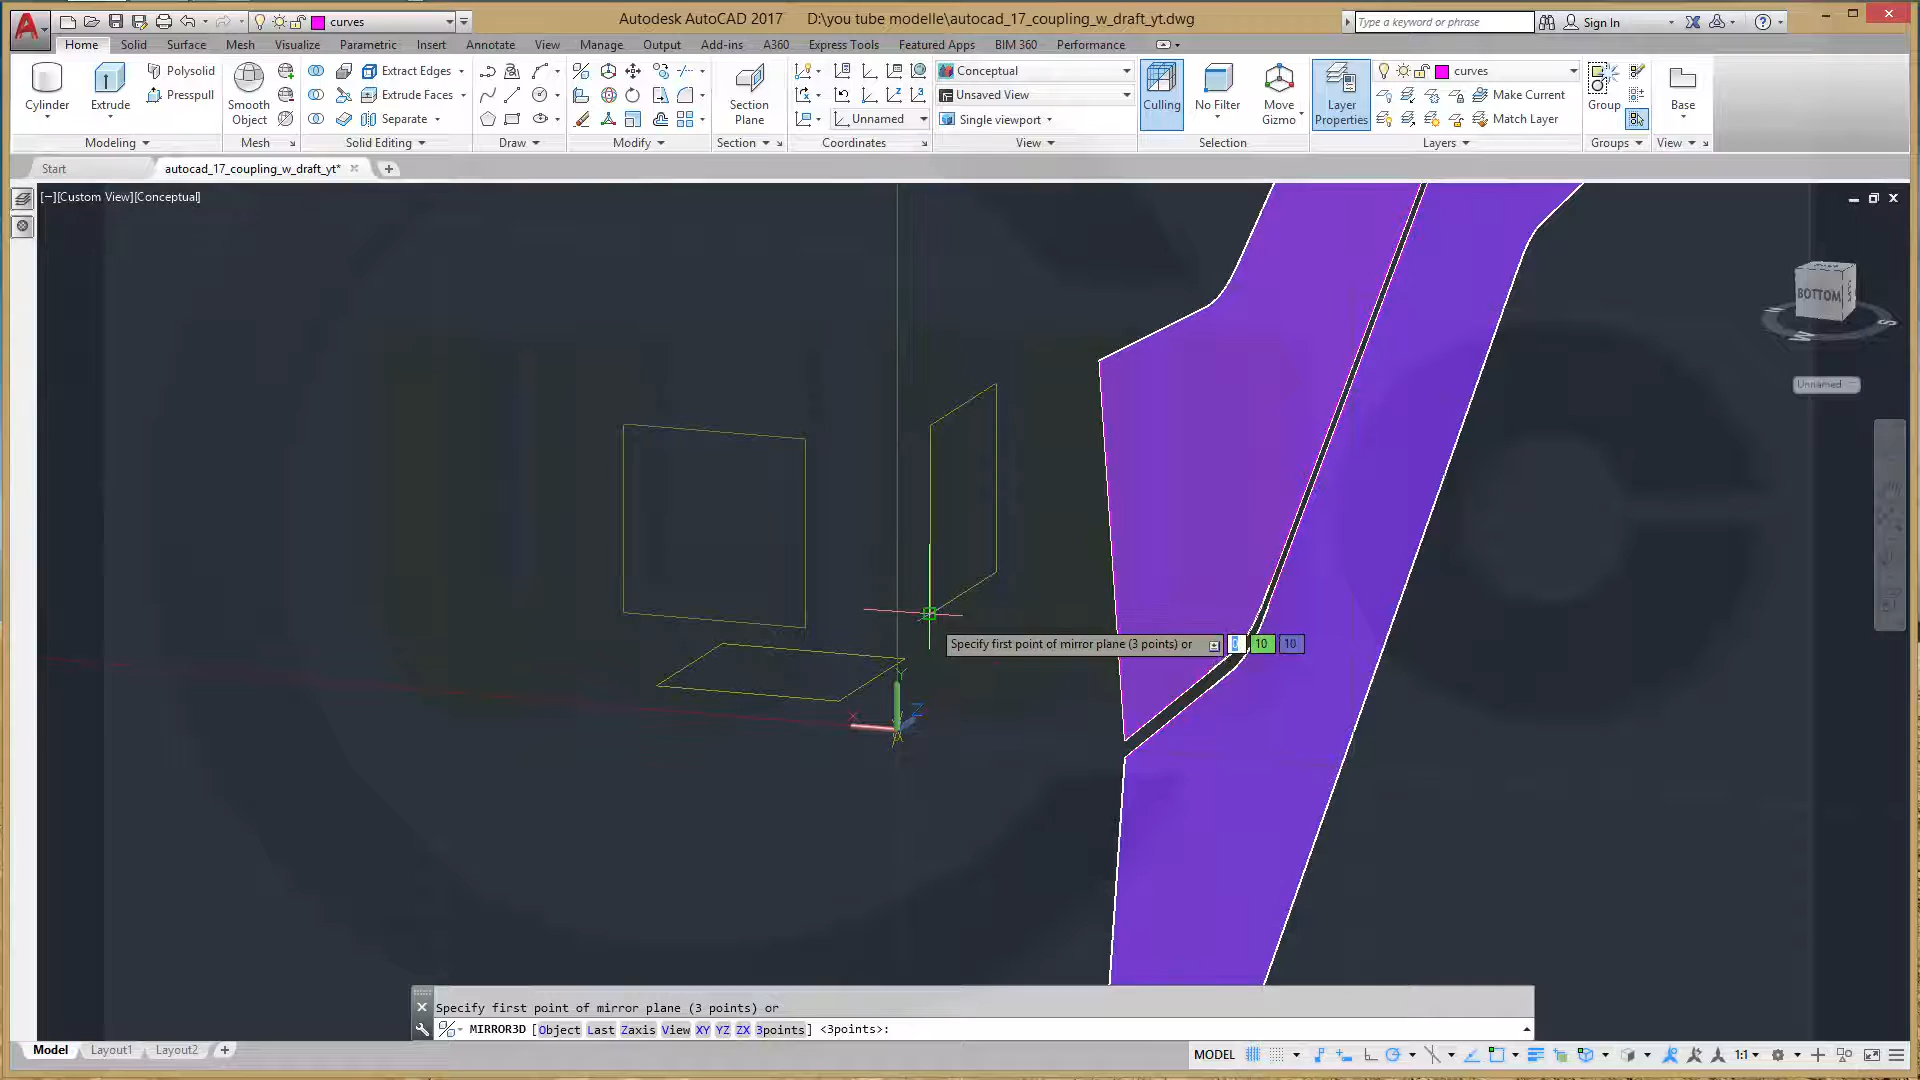 curves
Autodesk AutoCAD 2017 D:\you tube modelle\autocad_17_coupling_w_draft_yt.dwg
Type a keyword or phrase
Sign In
Home Solid Surface Mesh Visualize Parametric Insert Annotate View Manage Output Add-ins A360 Express Tools Featured Apps BIM 360 Performance
Polysolid
Presspull
Cylinder
Extrude
Smooth
Object
Extract Edges
Extrude Faces
Separate
Section
Plane
Unnamed
Conceptual
Unsaved View
Single viewport
Culling
No Filter
Move
Gizmo
Layer
Properties
curves
Make Current
Match Layer
Group
Base
Modeling
Mesh
Solid Editing
Draw
Modify
Section
Coordinates
View
Selection
Layers
Groups
View
Start
autocad_17_coupling_w_draft_yt*
[−][Custom View][Conceptual]
BOTTOM
W
S
Unnamed
Specify first point of mirror plane (3 points) or
0
10
10
X
Y
Z
Specify first point of mirror plane (3 points) or
MIRROR3D [Object Last Zaxis View XY YZ ZX 3points] <3points>:
Model
Layout1
Layout2
MODEL
1:1